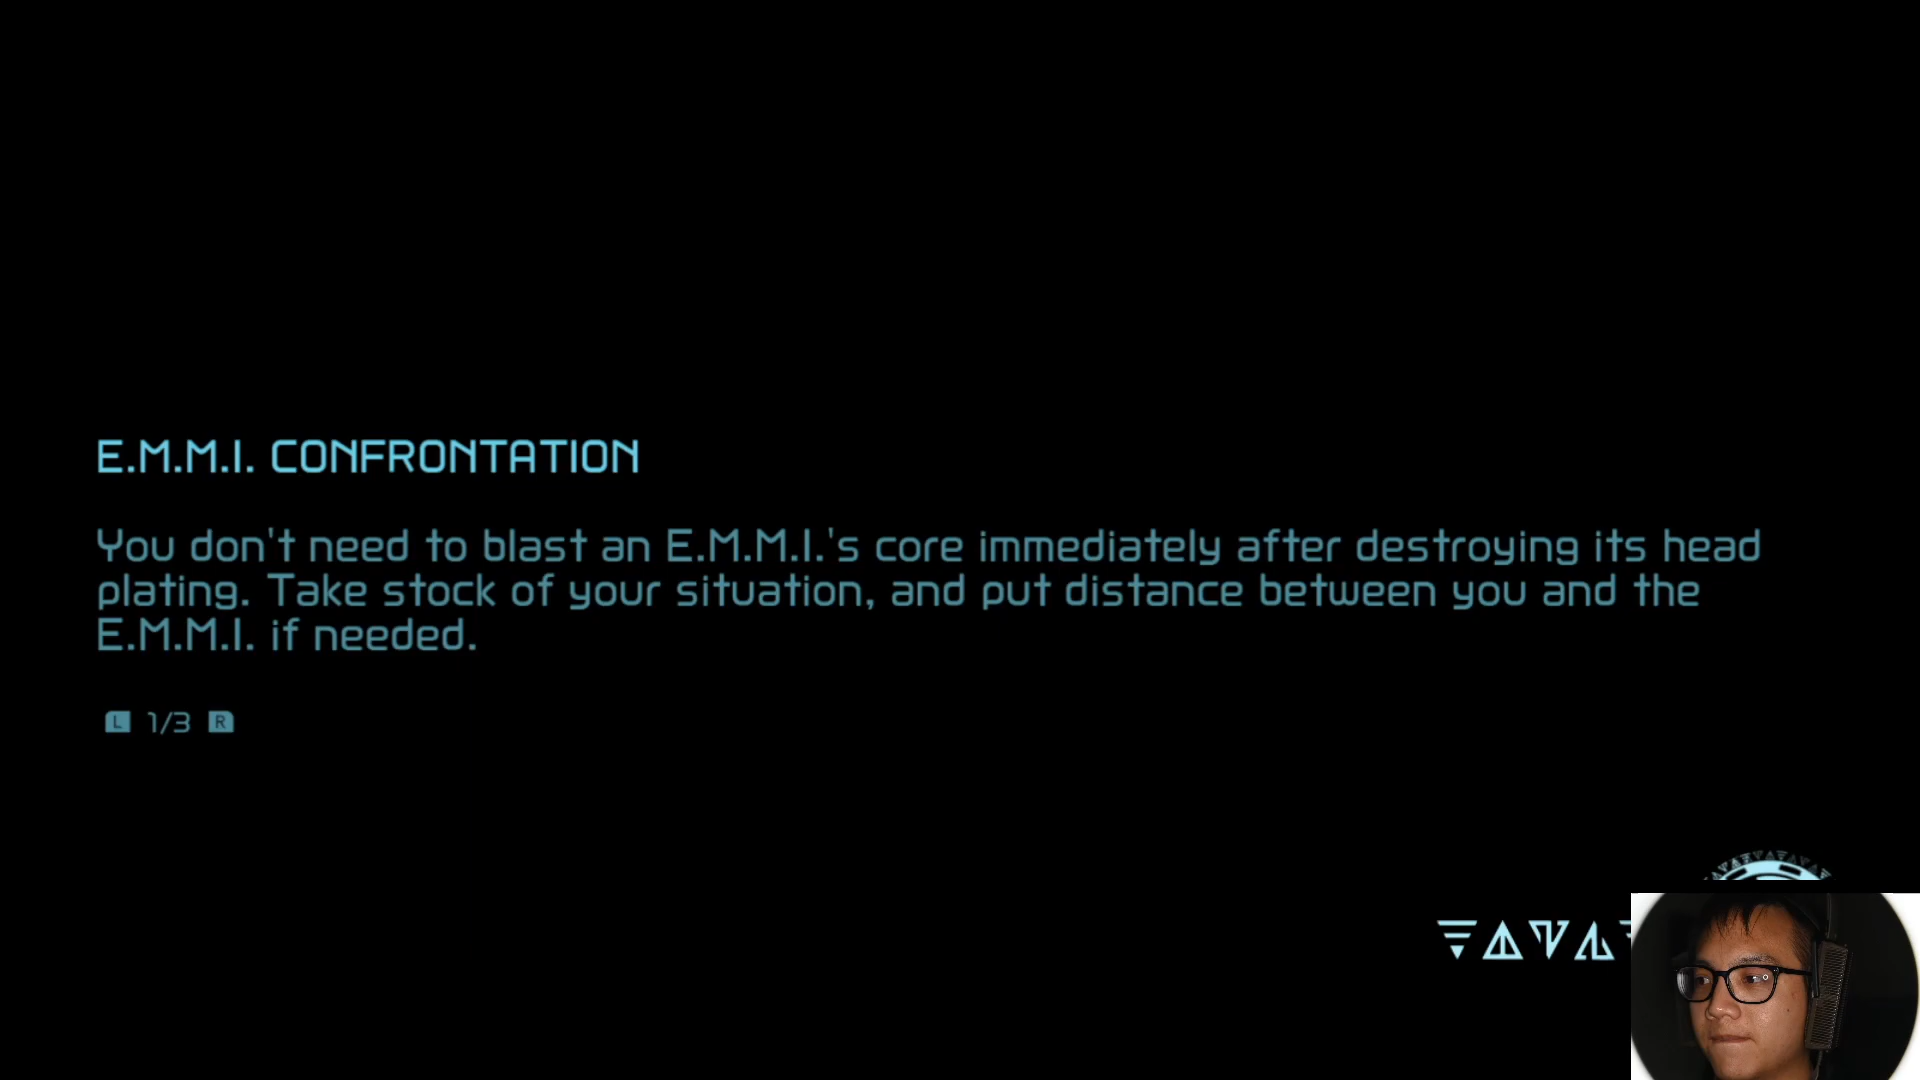 E.M.M.I. CONFRONTATION
You don't need to blast an E.M.M.I.'s core immediately after destroying its head
plating. Take stock of your situation, and put distance between you and the
E.M.M.I. if needed.
L 1/3 R